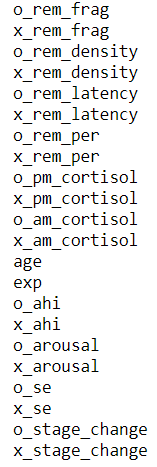 o_rem_frag
x_rem_frag
o_rem_density
x_rem_density
o_rem_latency
x_rem_latency
o_rem_per
x_rem_per
o_pm_cortisol
x_pm_cortisol
o_am_cortisol
x_am_cortisol
age
exp
o_ahi
x_ahi
o_arousal
x_arousal
o_se
x_se
o_stage_change
x_stage_change